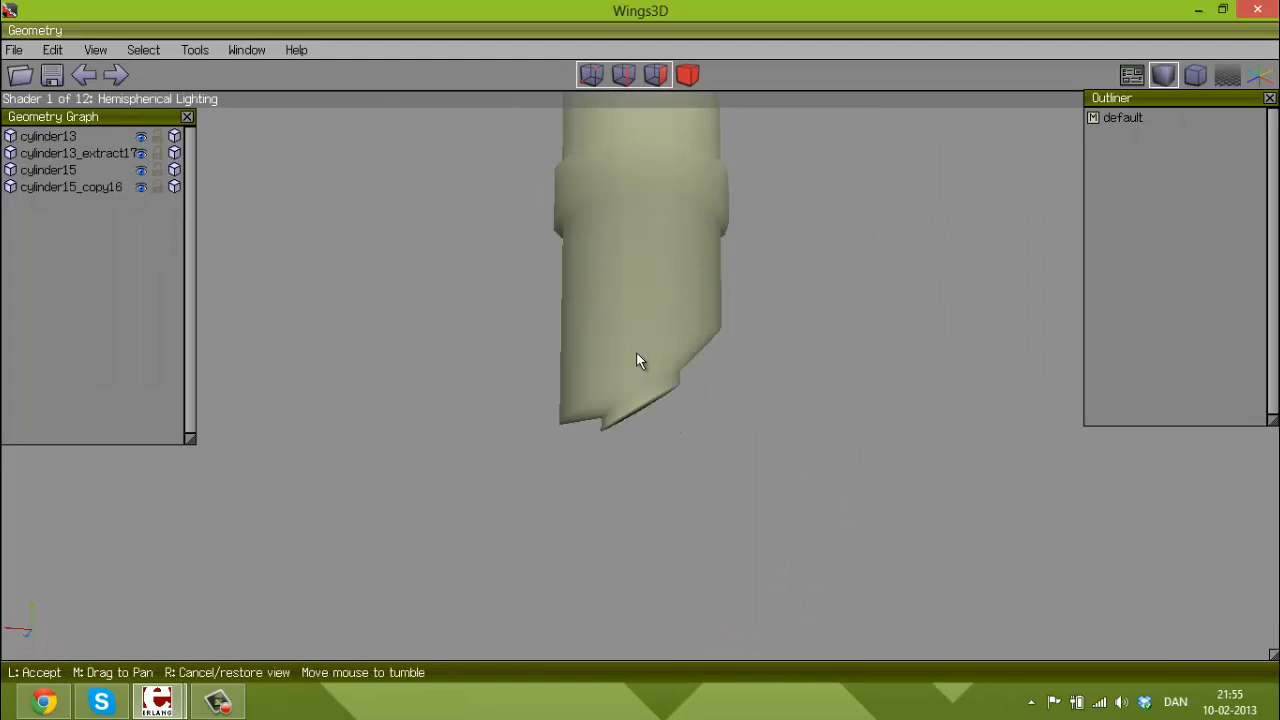 Wings3D
Geometry
File Edit View Select Tools Window Help
Shader 1 of 12: Hemispherical Lighting
Geometry Graph
cylinder13
cylinder13_extract17
cylinder15
cylinder15_copy16
Outliner
M default
L: Accept M: Drag to Pan R: Cancel/restore view Move mouse to tumble
ERLANG
DAN
21:55
10-02-2013